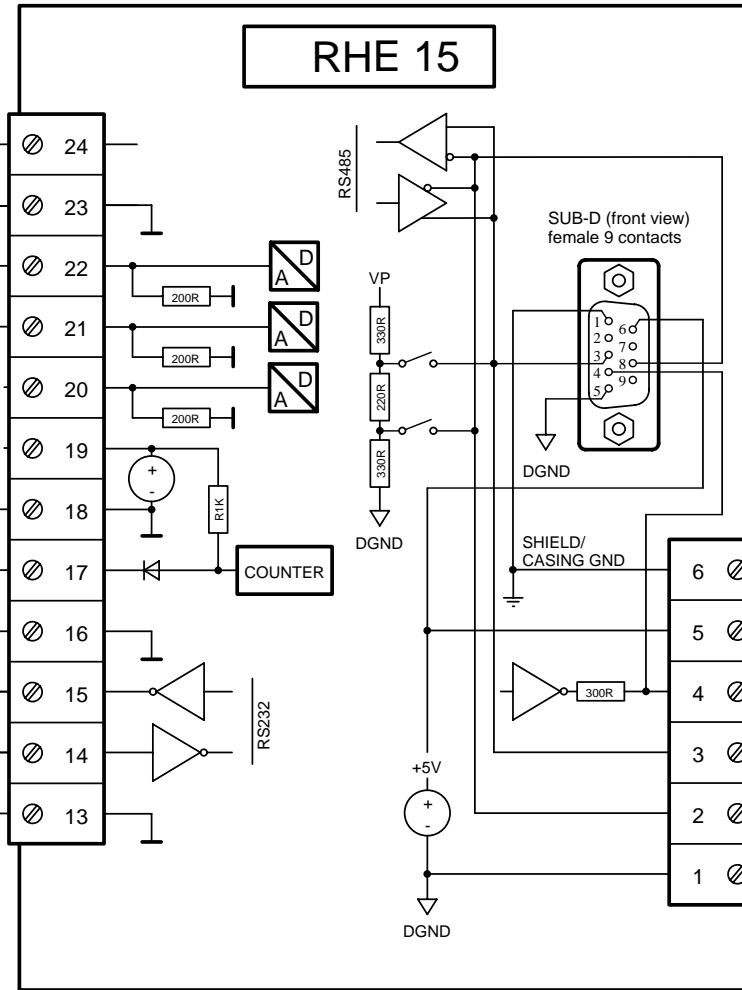 RHE 15
24
23
22
21
20
19
18
17
16
15
14
13
D
A
200R
D
A
200R
D
A
200R
+
-
R1K
COUNTER
RS232
RS485
VP
330R
220R
330R
DGND
SUB-D (front view)
female 9 contacts
1
2
3
4
5
6
7
8
9
DGND
SHIELD/
CASING GND
300R
+5V
+
-
DGND
6
5
4
3
2
1